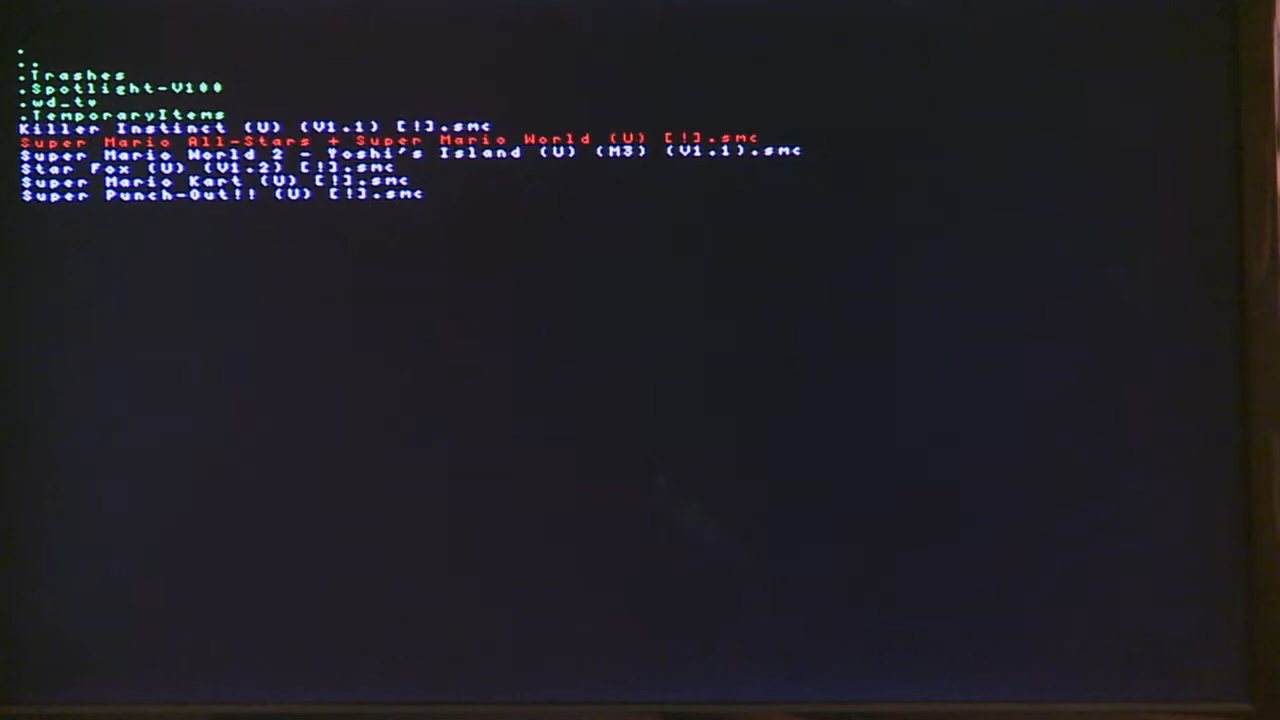 .
..
.Trashes
.Spotlight-V100
.wd_tv
.TemporaryItems
Killer Instinct (U) (V1.1) [!].smc
Super Mario All-Stars + Super Mario World (U) [!].smc
Super Mario World 2 - Yoshi's Island (U) (M3) (V1.1).smc
Star Fox (U) (V1.2) [!].smc
Super Mario Kart (U) [!].smc
Super Punch-Out!! (U) [!].smc